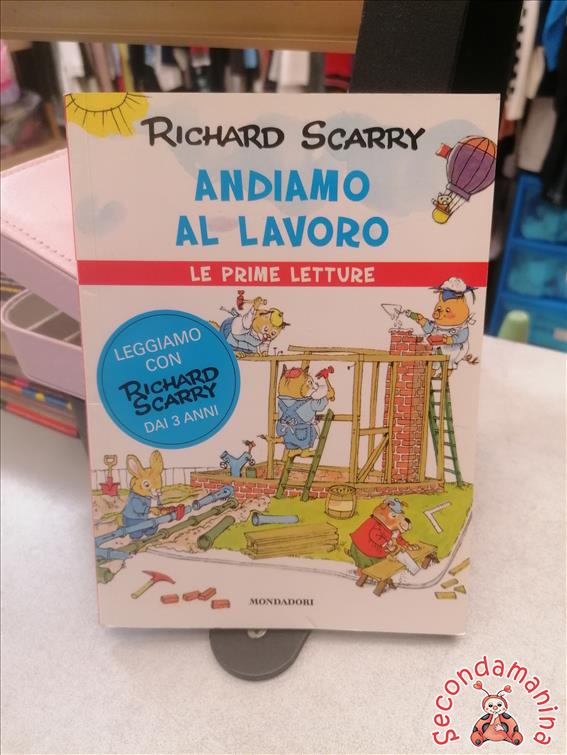 RICHARD SCARRY
ANDIAMO
AL LAVORO
LE PRIME LETTURE
LEGGIAMO
CON
RICHARD
SCARRY
DAI 3 ANNI
MONDADORI
Secondamanina